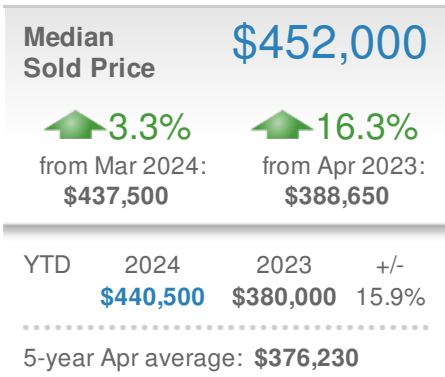 Median $452,000
Sold Price
3.3% 16.3%
from Mar 2024: from Apr 2023:
$437,500 $388,650
YTD 2024 2023 +/-
$440,500 $380,000 15.9%
5-year Apr average: $376,230